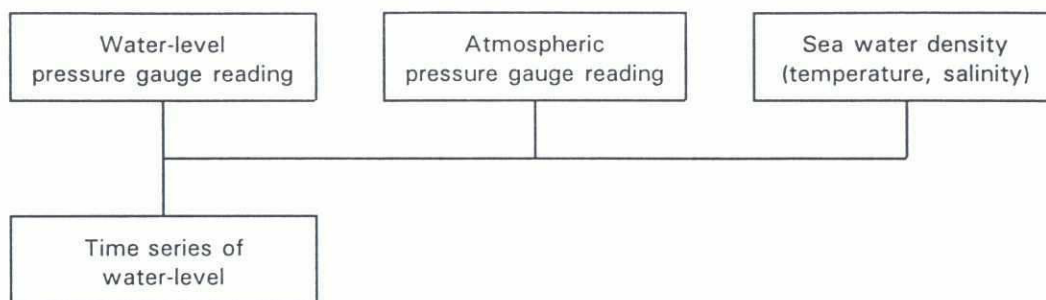 Water-level
pressure gauge reading
Atmospheric
pressure gauge reading
Sea water density
(temperature, salinity)
Time series of
water-level